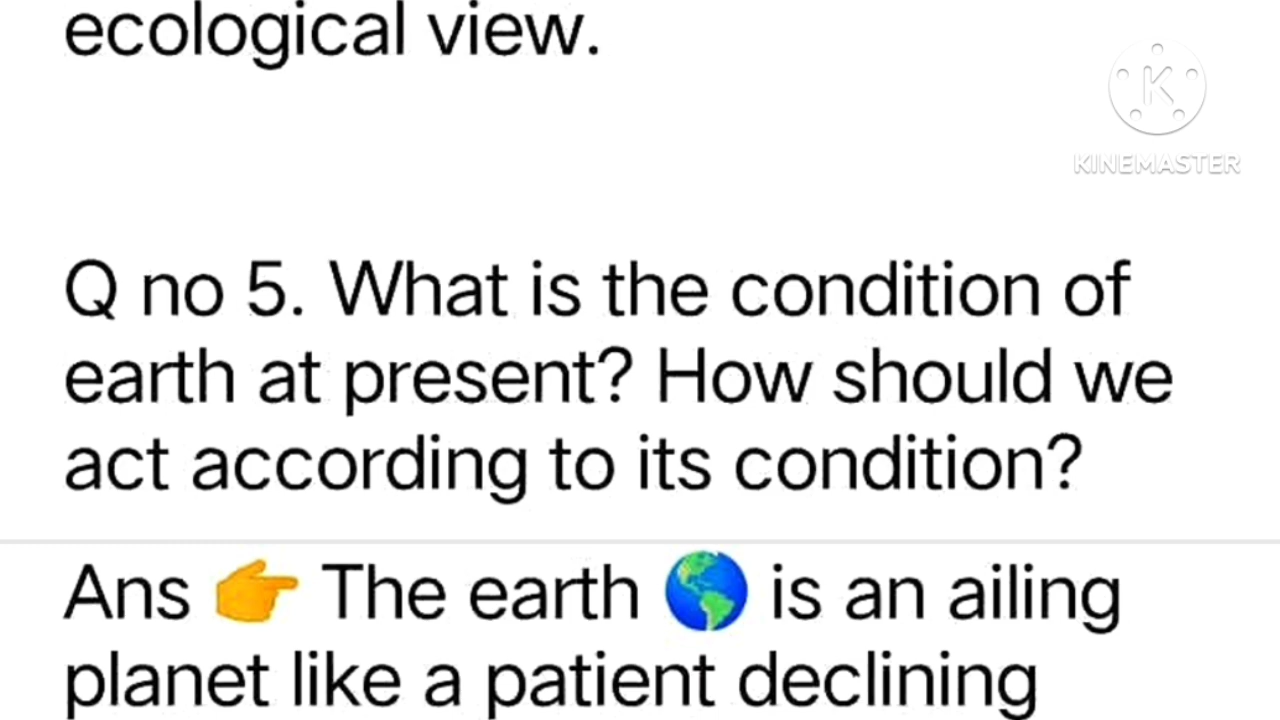 ecological view.
KINEMASTER
Q no 5. What is the condition of
earth at present? How should we
act according to its condition?
Ans 👉 The earth 🌎 is an ailing
planet like a patient declining